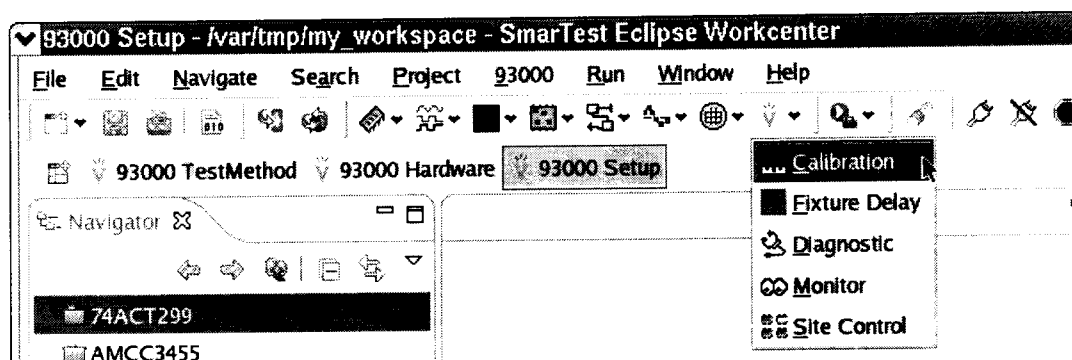 93000 Setup - /var/tmp/my_workspace - SmarTest Eclipse Workcenter
File Edit Navigate Search Project 93000 Run Window Help
010
93000 TestMethod 93000 Hardware 93000 Setup
Calibration
Fixture Delay
Navigator
Diagnostic
Monitor
74ACT299
Site Control
AMCC3455